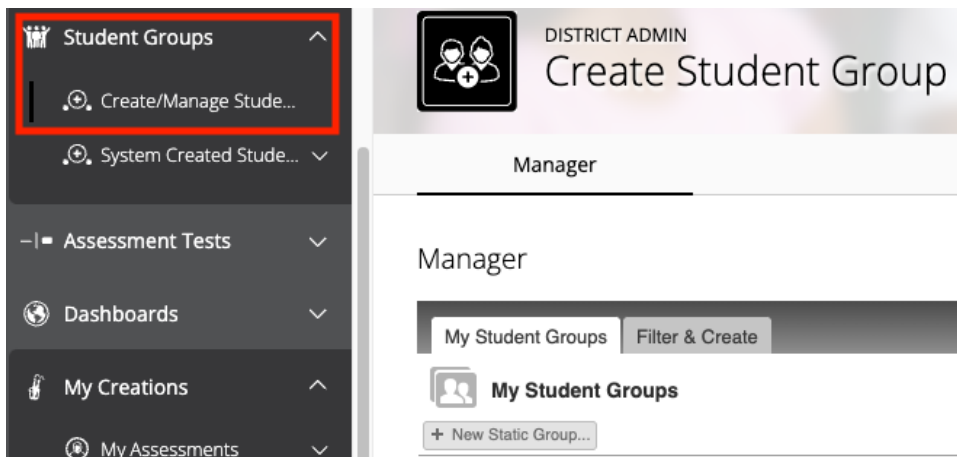 Student Groups
Create/Manage Stude...
System Created Stude...
Assessment Tests
Dashboards
My Creations
My Assessments
DISTRICT ADMIN
Create Student Group
Manager
Manager
My Student Groups
Filter & Create
My Student Groups
+ New Static Group...